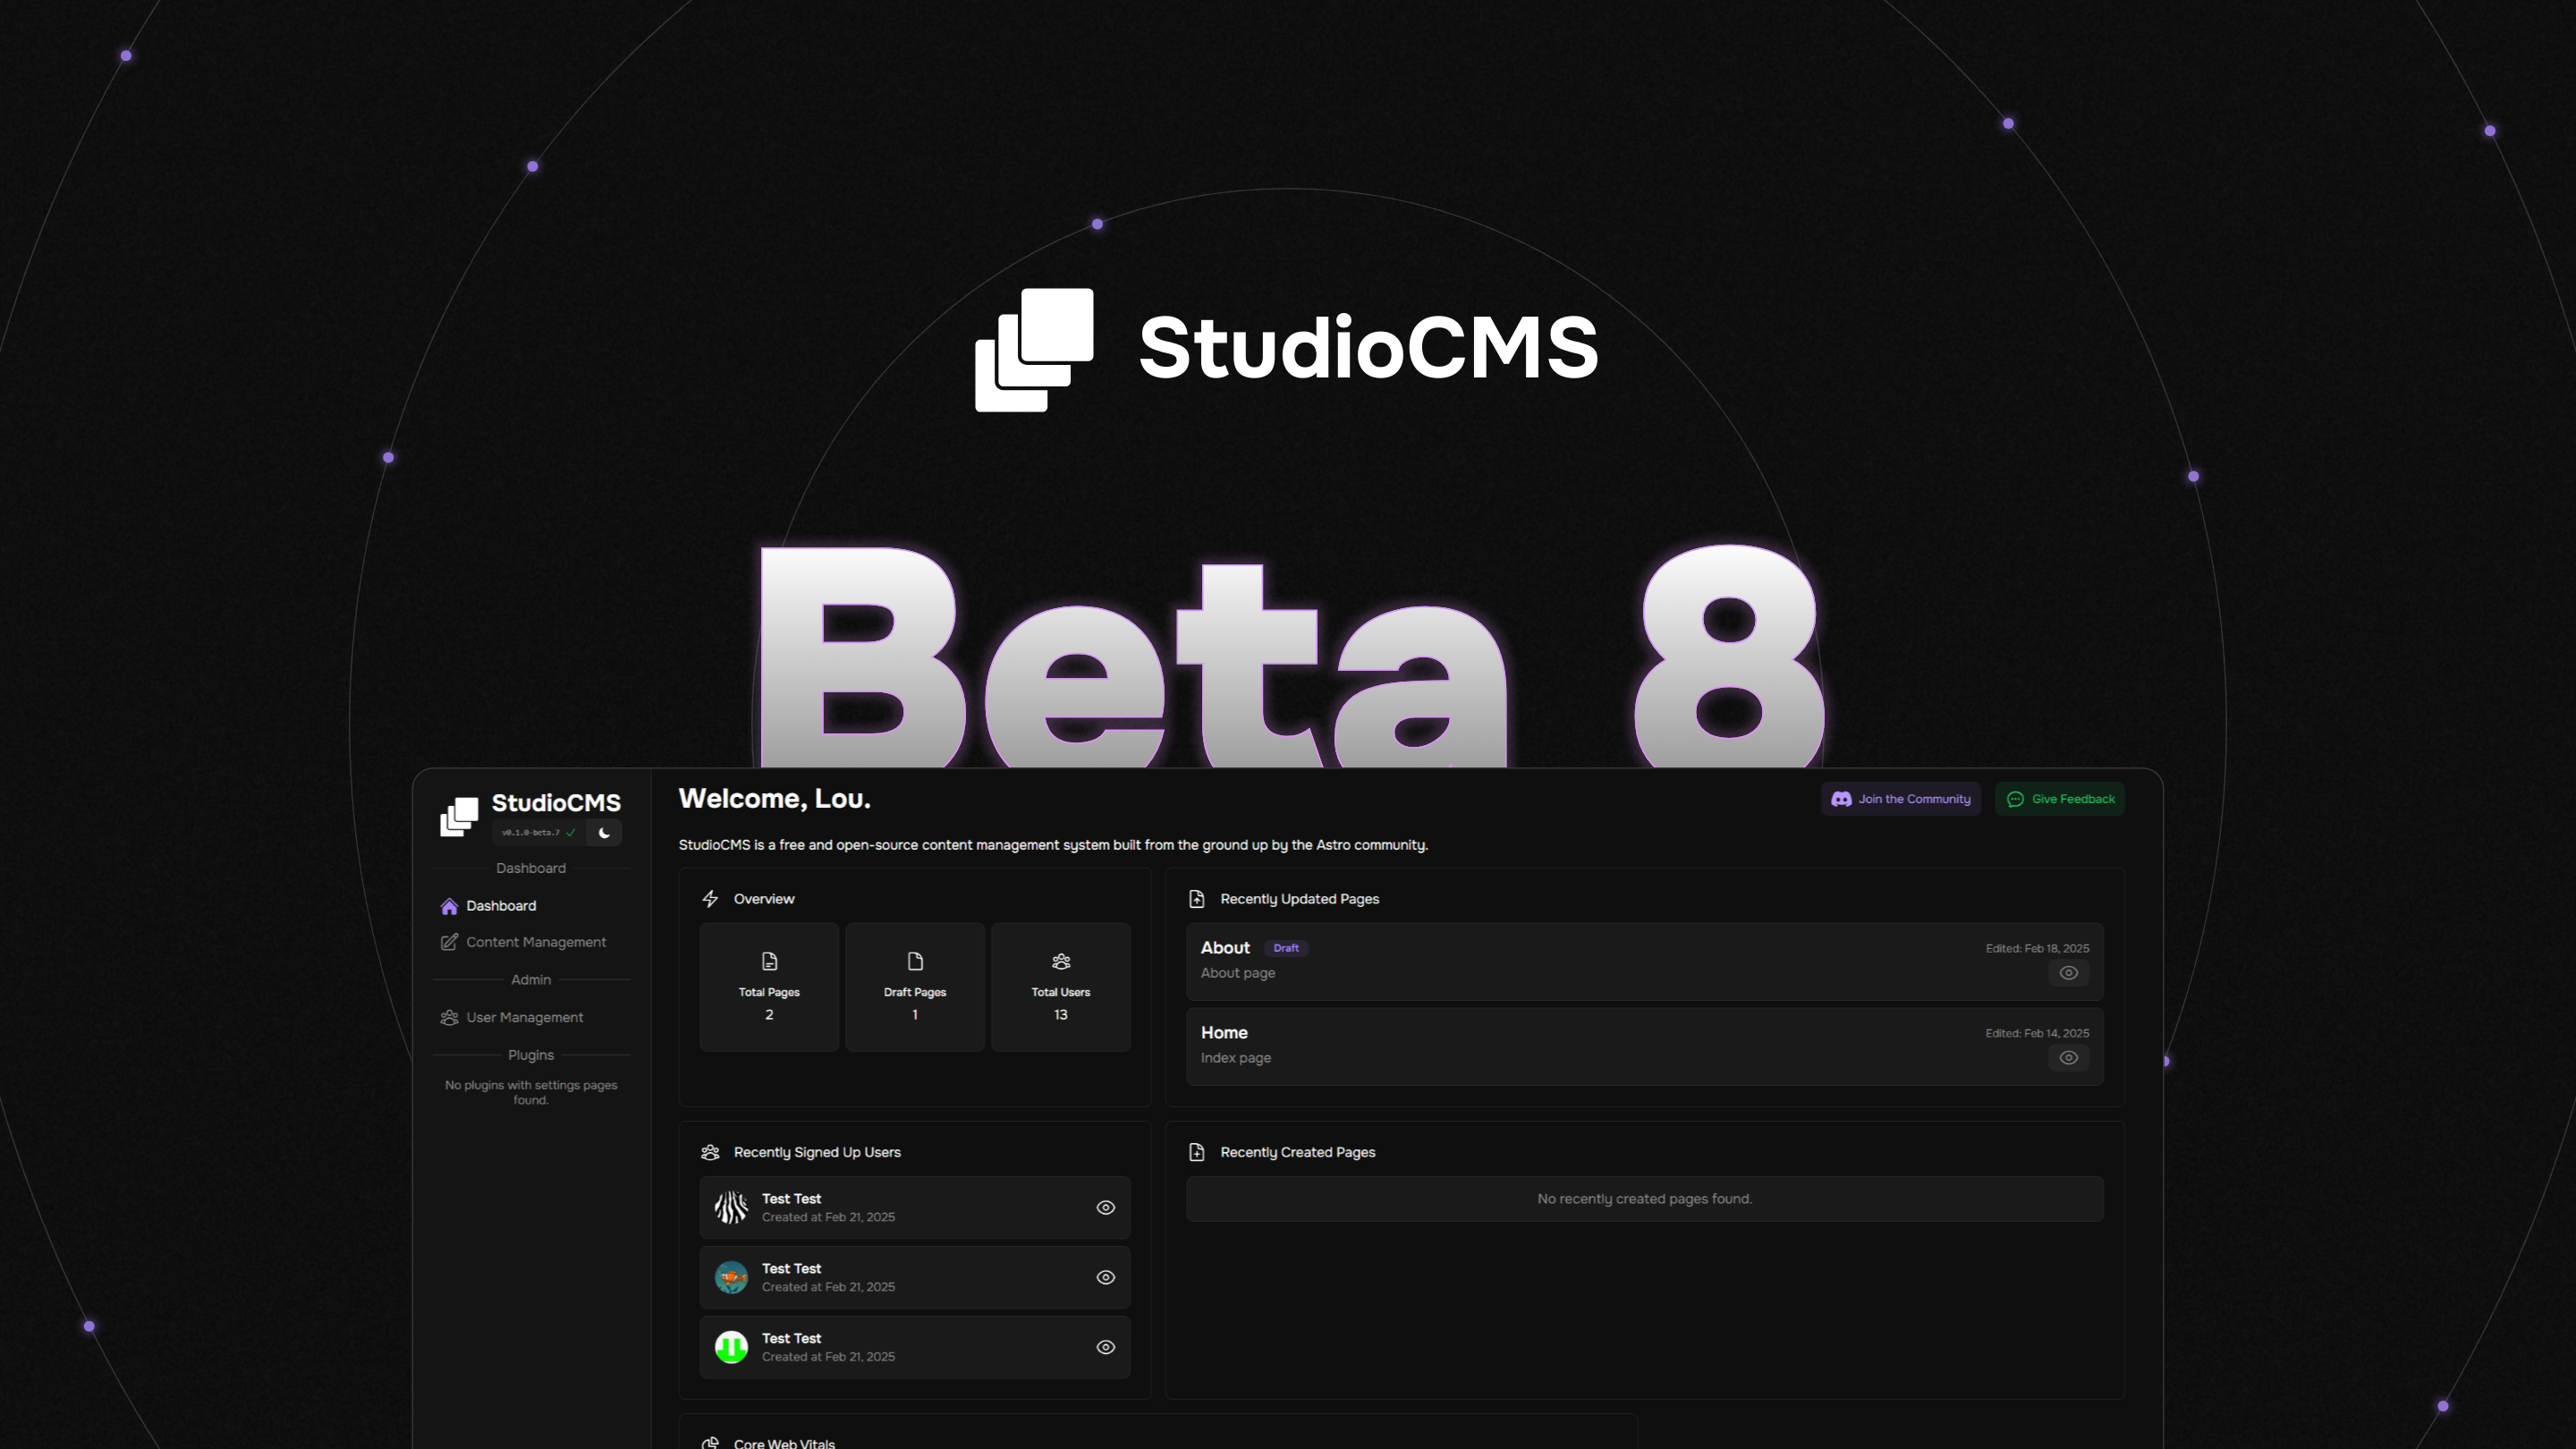 StudioCMS
Beta 8
StudioCMS
v0.1.0-beta.7
Dashboard
Dashboard
Content Management
Admin
User Management
Plugins
No plugins with settings pages
found.
Welcome, Lou.
Join the Community
Give Feedback
StudioCMS is a free and open-source content management system built from the ground up by the Astro community.
Overview
Total Pages
2
Draft Pages
1
Total Users
13
Recently Updated Pages
About
Draft
Edited: Feb 18, 2025
About page
Home
Edited: Feb 14, 2025
Index page
Recently Signed Up Users
Test Test
Created at Feb 21, 2025
Test Test
Created at Feb 21, 2025
Test Test
Created at Feb 21, 2025
Recently Created Pages
No recently created pages found.
Core Web Vitals